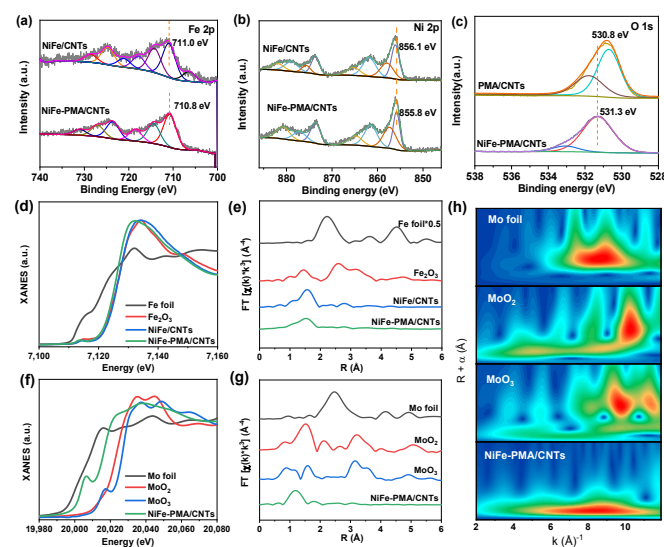 (a)
Fe 2p
NiFe/CNTs
711.0 eV
NiFe-PMA/CNTs
710.8 eV
Intensity (a.u.)
740 730 720 710 700
Binding Energy (eV)
(b)
Ni 2p
NiFe/CNTs
856.1 eV
NiFe-PMA/CNTs
855.8 eV
Intensity (a.u.)
880 870 860 850
Binding energy (eV)
(c)
O 1s
530.8 eV
PMA/CNTs
531.3 eV
NiFe-PMA/CNTs
Intensity (a.u.)
538 536 534 532 530 528
Binding energy (eV)
(d)
XANES (a.u.)
Fe foil
Fe₂O₃
NiFe/CNTs
NiFe-PMA/CNTs
7,100 7,120 7,140 7,160
Energy (eV)
(e)
FT [χ(k)*k³] (Å⁻⁴)
Fe foil*0.5
Fe₂O₃
NiFe/CNTs
NiFe-PMA/CNTs
0 1 2 3 4 5 6
R (Å)
(f)
XANES (a.u.)
Mo foil
MoO₂
MoO₃
NiFe-PMA/CNTs
19,980 20,000 20,020 20,040 20,060 20,080
Energy (eV)
(g)
Mo foil
MoO₂
MoO₃
NiFe-PMA/CNTs
0 1 2 3 4 5 6
R (Å)
(h)
Mo foil
MoO₂
MoO₃
NiFe-PMA/CNTs
R + α (Å)
2 4 6 8 10
k (Å)⁻¹